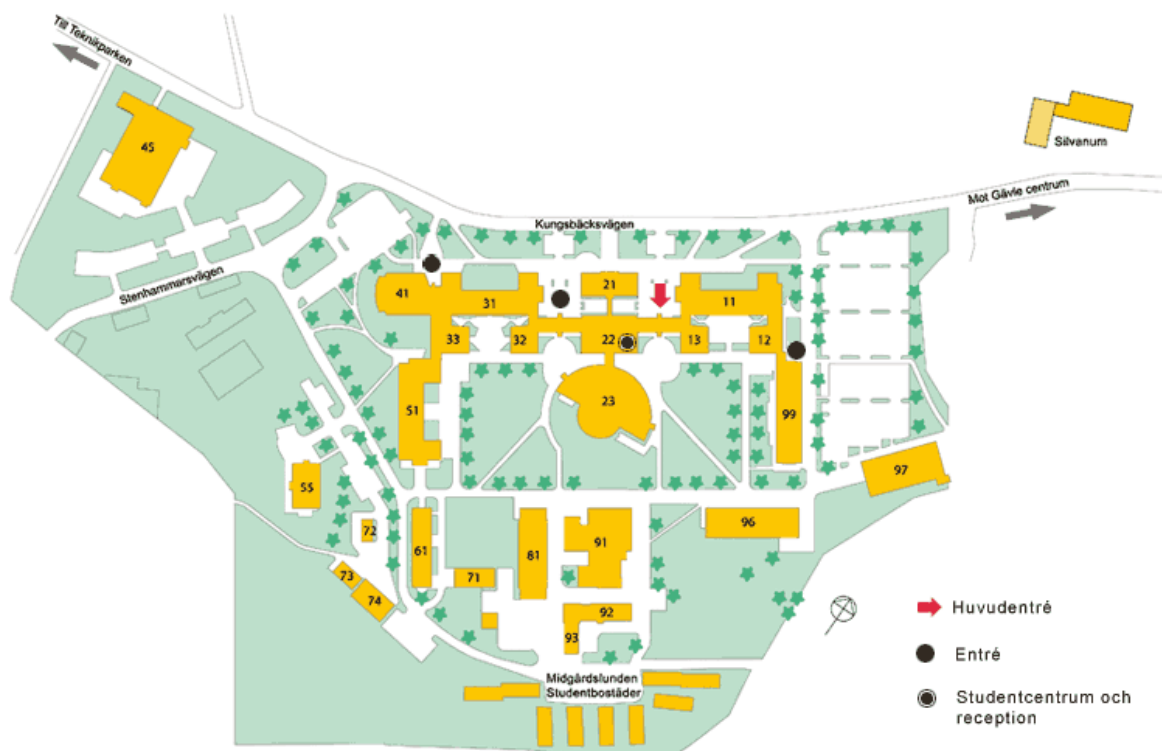 Till Teknikparken
45
Silvanum
Mot Gävle centrum
Kungsbäcksvägen
Stenhammarsvägen
41
31
21
11
33
32
22
13
12
51
23
99
97
55
72
61
81
91
96
73
74
71
92
93
Midgårdslunden
Studentbostäder
Huvudentré
Entré
Studentcentrum och
reception